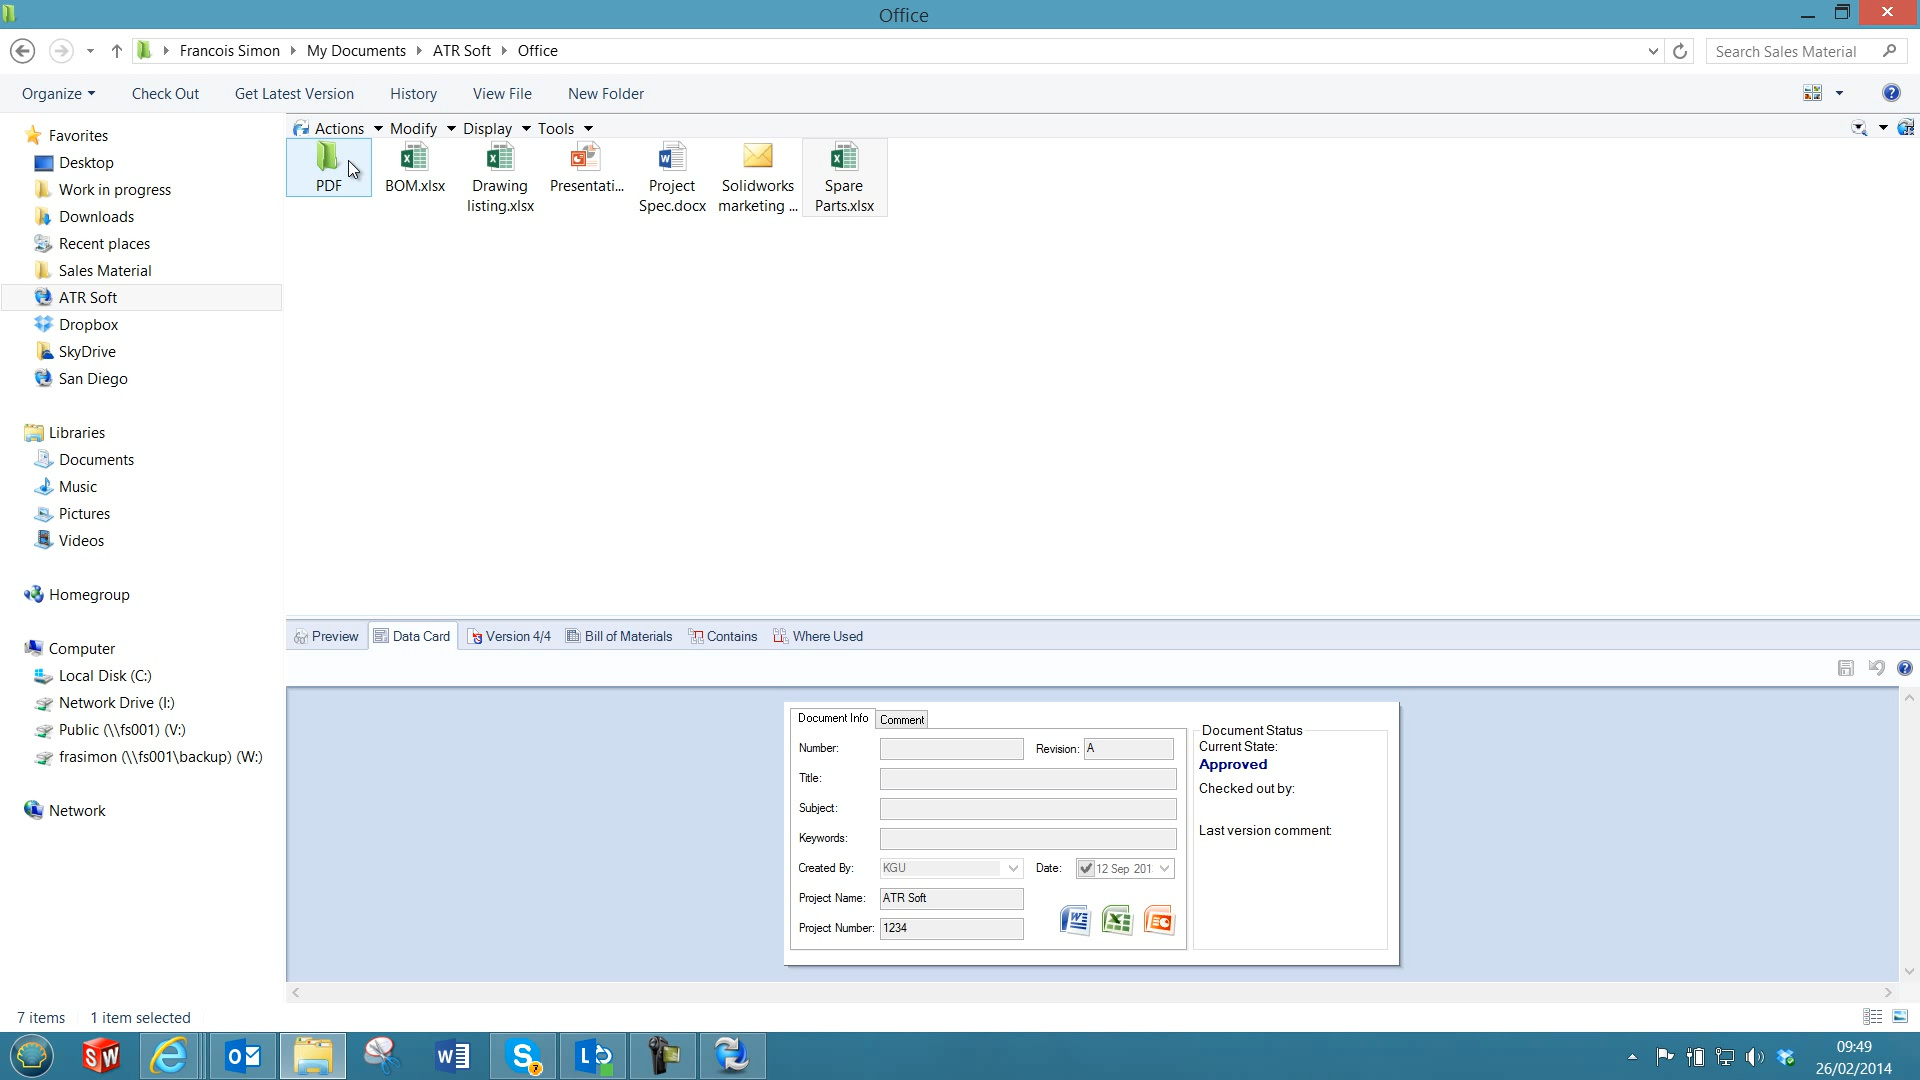 Office
Francois Simon My Documents ATR Soft Office
Search Sales Material
Organize Check Out Get Latest Version History View File New Folder
Favorites
Desktop
Work in progress
Downloads
Recent places
Sales Material
ATR Soft
Dropbox
SkyDrive
San Diego
Libraries
Documents
Music
Pictures
Videos
Homegroup
Computer
Local Disk (C:)
Network Drive (I:)
Public (\\fs001) (V:)
frasimon (\\fs001\backup) (W:)
Network
Actions Modify Display Tools
PDF
BOM.xlsx
Drawing
listing.xlsx
Presentati...
Project
Spec.docx
Solidworks
marketing ...
Spare
Parts.xlsx
Preview Data Card Version 4/4 Bill of Materials Contains Where Used
Document Info Comment
Number: Revision: A
Title:
Subject:
Keywords:
Created By: KGU Date: 12 Sep 201
Project Name: ATR Soft
Project Number: 1234
Document Status
Current State:
Approved
Checked out by:
Last version comment:
7 items 1 item selected
09:49
26/02/2014